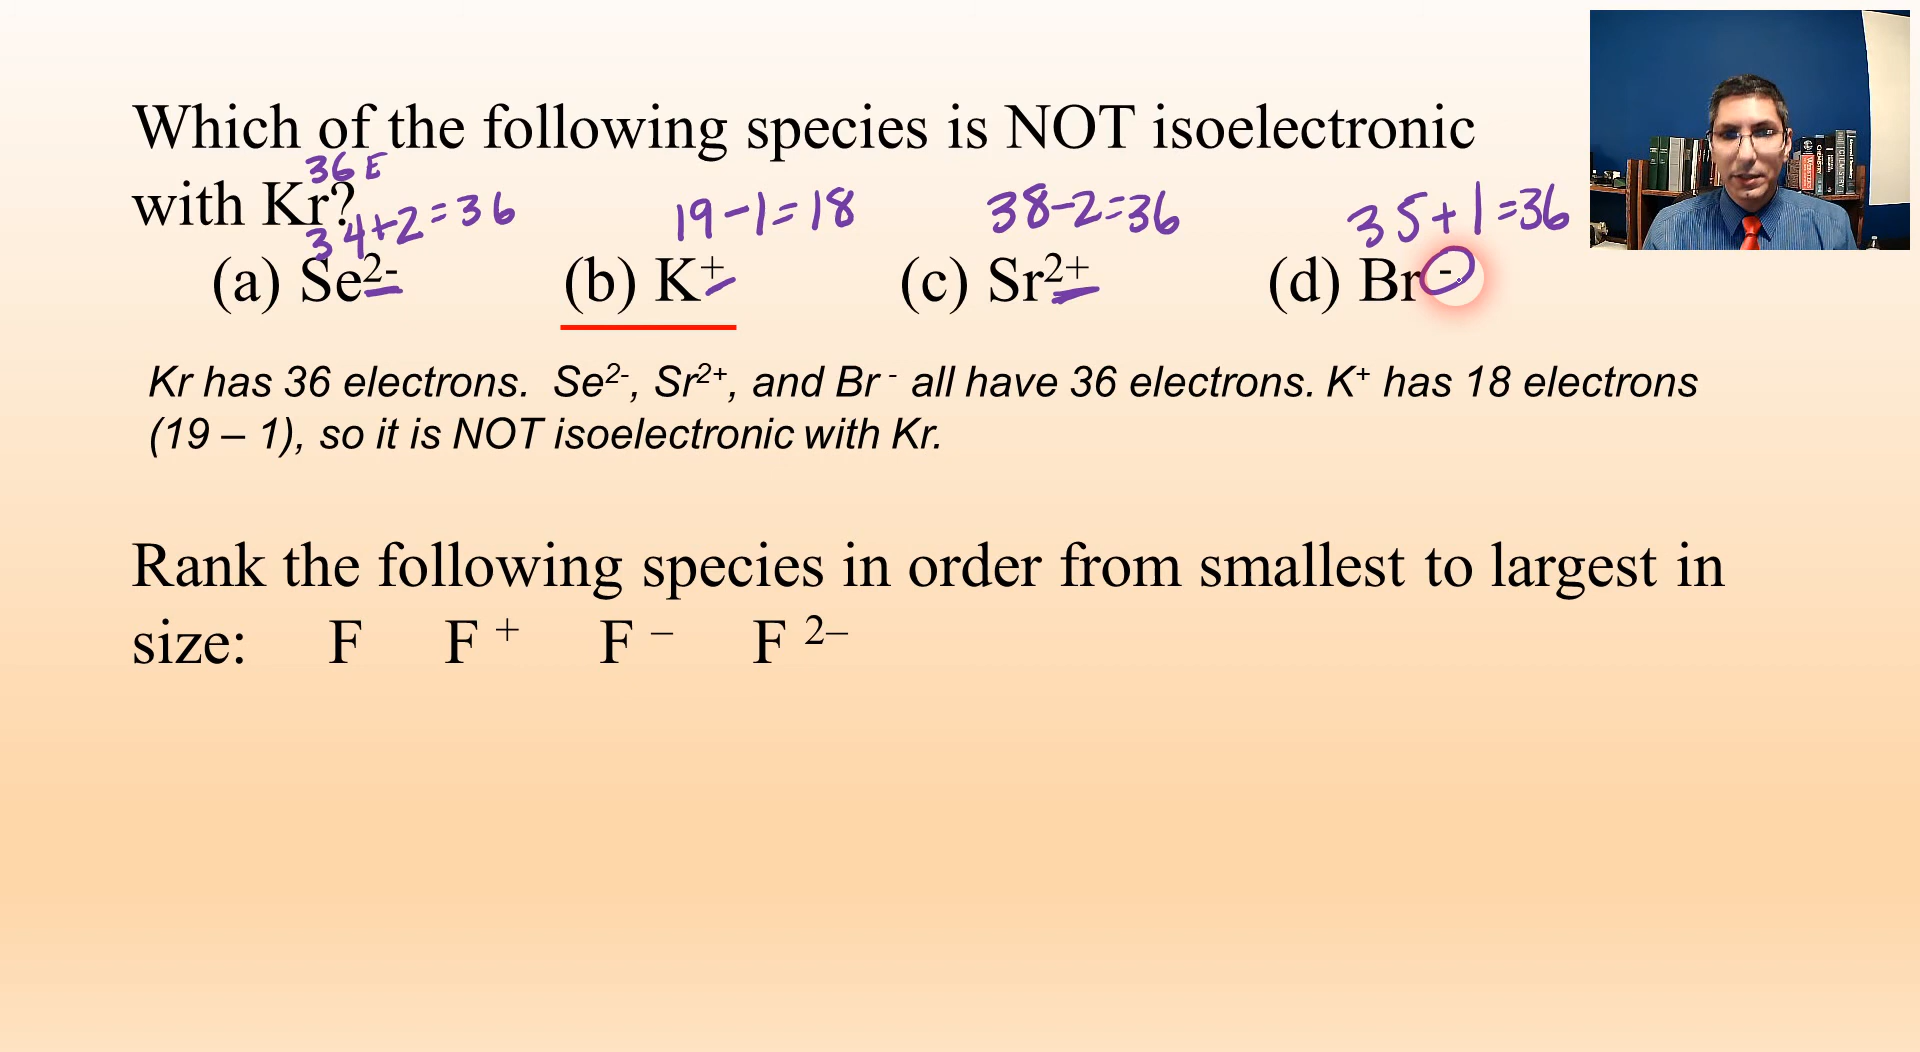 Which of the following species is NOT isoelectronic
36 E
with Kr?
34+2=36 19-1=18 38-2=36 35+1=36
(a) Se²⁻ (b) K⁺ (c) Sr²⁺ (d) Br⁻
Kr has 36 electrons. Se²⁻, Sr²⁺, and Br⁻ all have 36 electrons. K⁺ has 18 electrons
(19 – 1), so it is NOT isoelectronic with Kr.
Rank the following species in order from smallest to largest in
size: F F⁺ F⁻ F²⁻